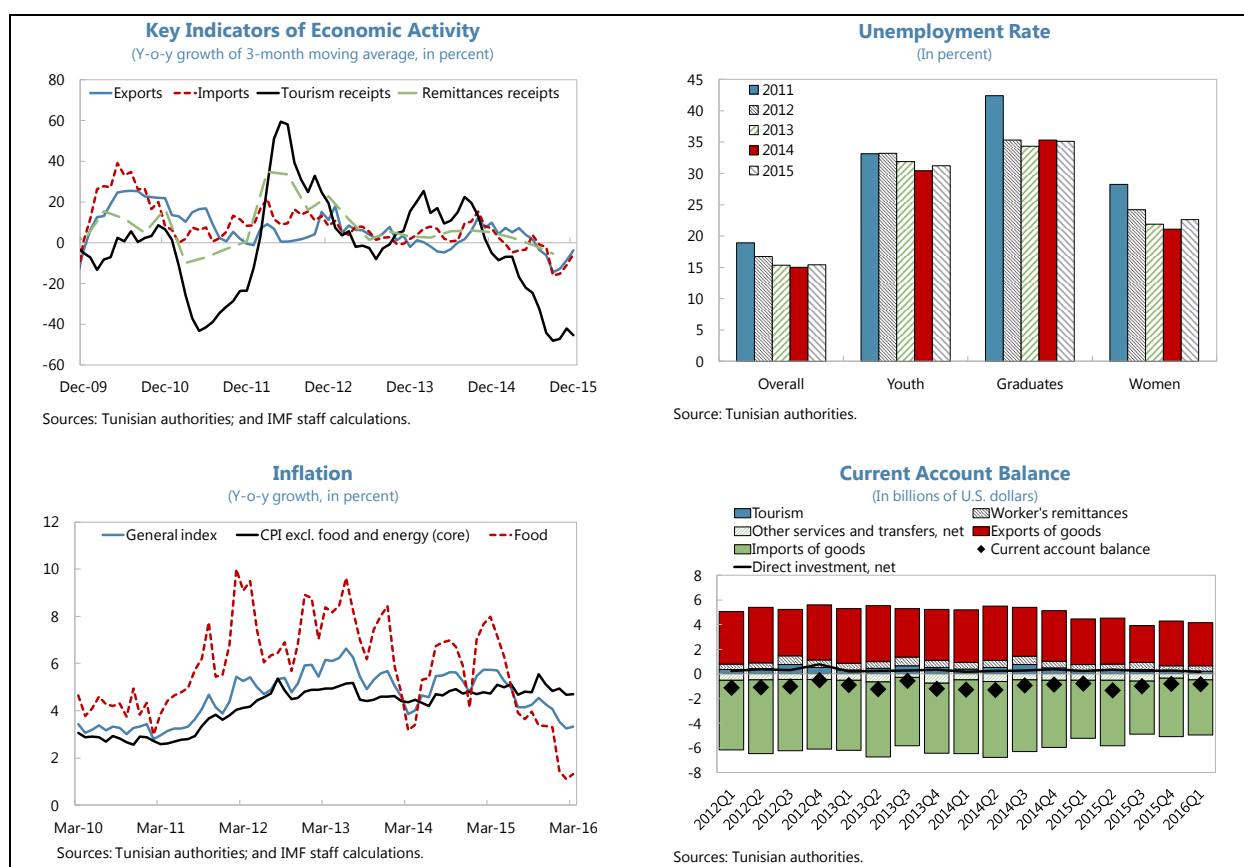 Key Indicators of Economic Activity
(Y-o-y growth of 3-month moving average, in percent)
80
60
40
20
0
-20
-40
-60
Exports Imports Tourism receipts Remittances receipts
Dec-09 Dec-10 Dec-11 Dec-12 Dec-13 Dec-14 Dec-15
Sources: Tunisian authorities; and IMF staff calculations.
Unemployment Rate
(In percent)
45
40
35
30
25
20
15
10
5
0
2011
2012
2013
2014
2015
Overall Youth Graduates Women
Source: Tunisian authorities.
Inflation
(Y-o-y growth, in percent)
12
10
8
6
4
2
0
General index CPI excl. food and energy (core) Food
Mar-10 Mar-11 Mar-12 Mar-13 Mar-14 Mar-15 Mar-16
Sources: Tunisian authorities; and IMF staff calculations.
Current Account Balance
(In billions of U.S. dollars)
Tourism Worker's remittances
Other services and transfers, net Exports of goods
Imports of goods Current account balance
Direct investment, net
8
6
4
2
0
-2
-4
-6
-8
2012Q1 2012Q2 2012Q3 2012Q4 2013Q1 2013Q2 2013Q3 2013Q4 2014Q1 2014Q2 2014Q3 2014Q4 2015Q1 2015Q2 2015Q3 2015Q4 2016Q1
Sources: Tunisian authorities.